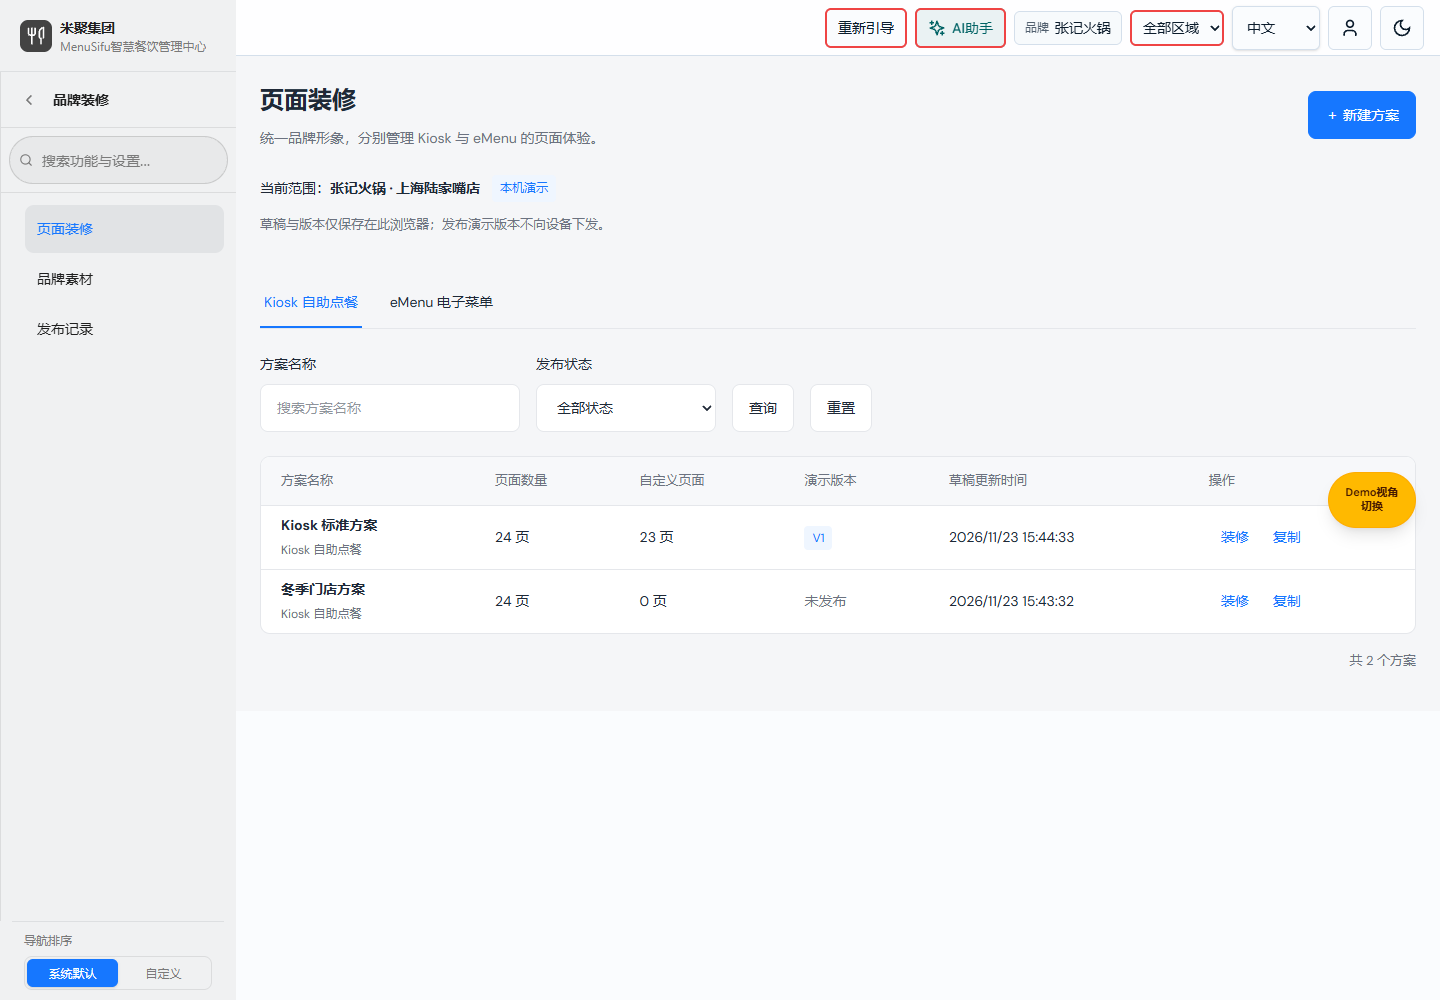 米聚集团
MenuSifu智慧餐饮管理中心
重新引导
AI助手
品牌 张记火锅
全部区域
中文
品牌装修
搜索功能与设置...
页面装修
品牌素材
发布记录
导航排序
系统默认
自定义
页面装修
统一品牌形象，分别管理 Kiosk 与 eMenu 的页面体验。
+ 新建方案
当前范围：张记火锅 · 上海陆家嘴店 本机演示
草稿与版本仅保存在此浏览器；发布演示版本不向设备下发。
Kiosk 自助点餐
eMenu 电子菜单
方案名称
发布状态
搜索方案名称
全部状态
查询
重置
方案名称 页面数量 自定义页面 演示版本 草稿更新时间 操作
Kiosk 标准方案
Kiosk 自助点餐
24 页 23 页 V1 2026/11/23 15:44:33 装修 复制
冬季门店方案
Kiosk 自助点餐
24 页 0 页 未发布 2026/11/23 15:43:32 装修 复制
Demo视角
切换
共 2 个方案